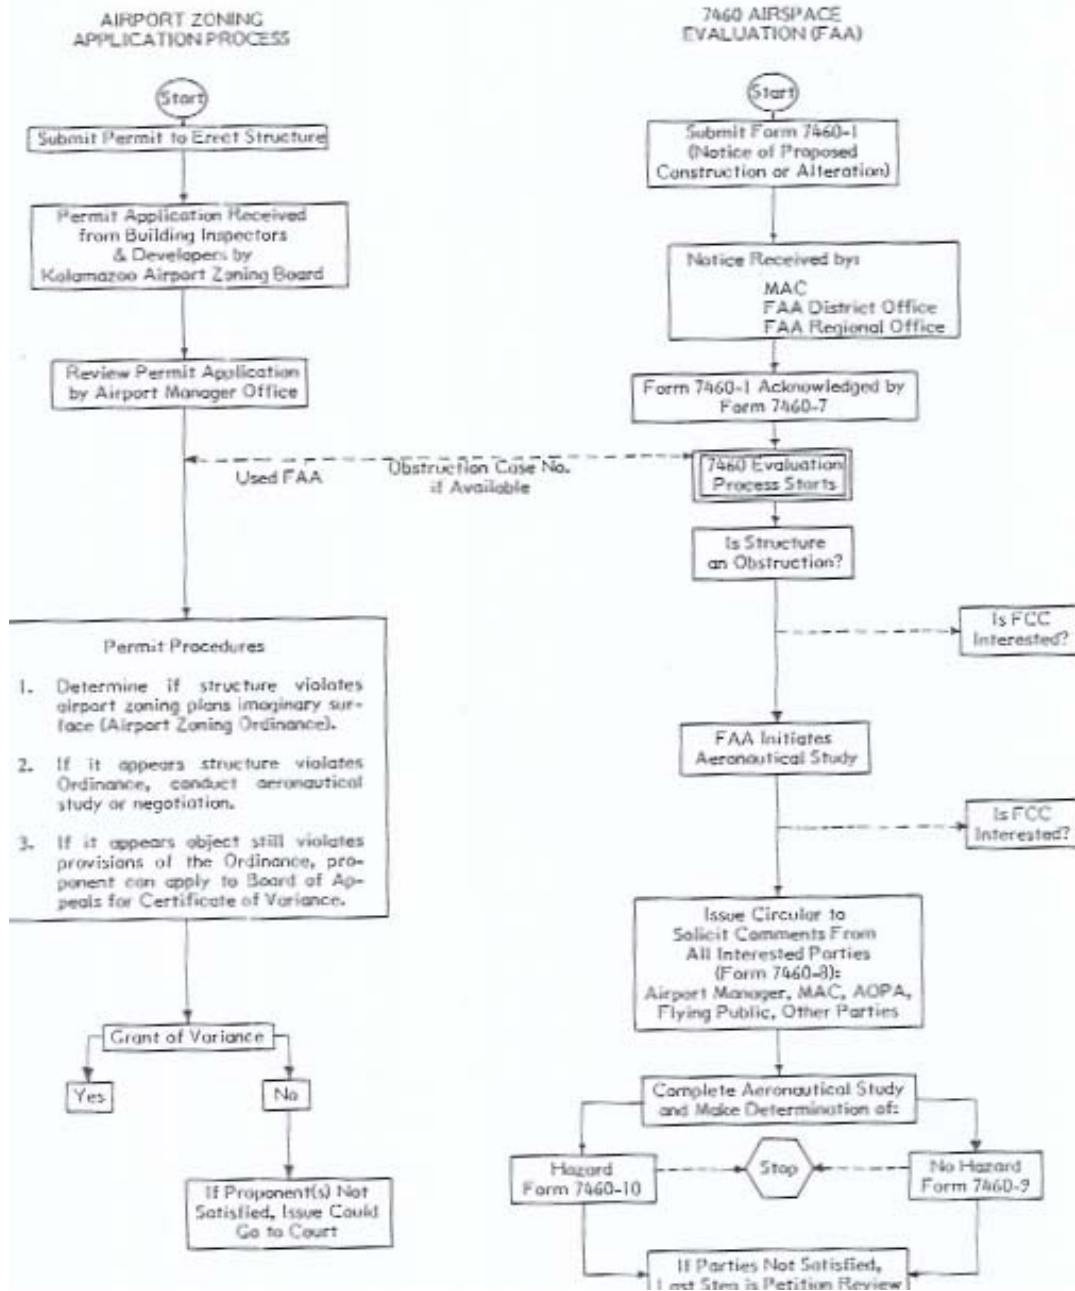 AIRPORT ZONING
APPLICATION PROCESS
Start
Submit Permit to Erect Structure
Permit Application Received
from Building Inspectors
& Developers by
Kalamazoo Airport Zoning Board
Review Permit Application
by Airport Manager Office
Used FAA
Obstruction Case No.
if Available
Permit Procedures
1. Determine if structure violates
airport zoning plans imaginary sur-
face (Airport Zoning Ordinance).
2. If it appears structure violates
Ordinance, conduct aeronautical
study or negotiation.
3. If it appears object still violates
provisions of the Ordinance, pro-
ponent can apply to Board of Ap-
peals for Certificate of Variance.
Grant of Variance
Yes
No
If Proponent(s) Not
Satisfied, Issue Could
Go to Court
7460 AIRSPACE
EVALUATION (FAA)
Start
Submit Form 7460-1
(Notice of Proposed
Construction or Alteration)
Notice Received by:
MAC
FAA District Office
FAA Regional Office
Form 7460-1 Acknowledged by
Form 7460-7
7460 Evaluation
Process Starts
Is Structure
an Obstruction?
Is FCC
Interested?
FAA Initiates
Aeronautical Study
Is FCC
Interested?
Issue Circular to
Solicit Comments From
All Interested Parties
(Form 7460-8):
Airport Manager, MAC, AOPA,
Flying Public, Other Parties
Complete Aeronautical Study
and Make Determination of:
Hazard
Form 7460-10
Stop
No Hazard
Form 7460-9
If Parties Not Satisfied,
Last Step is Petition Review